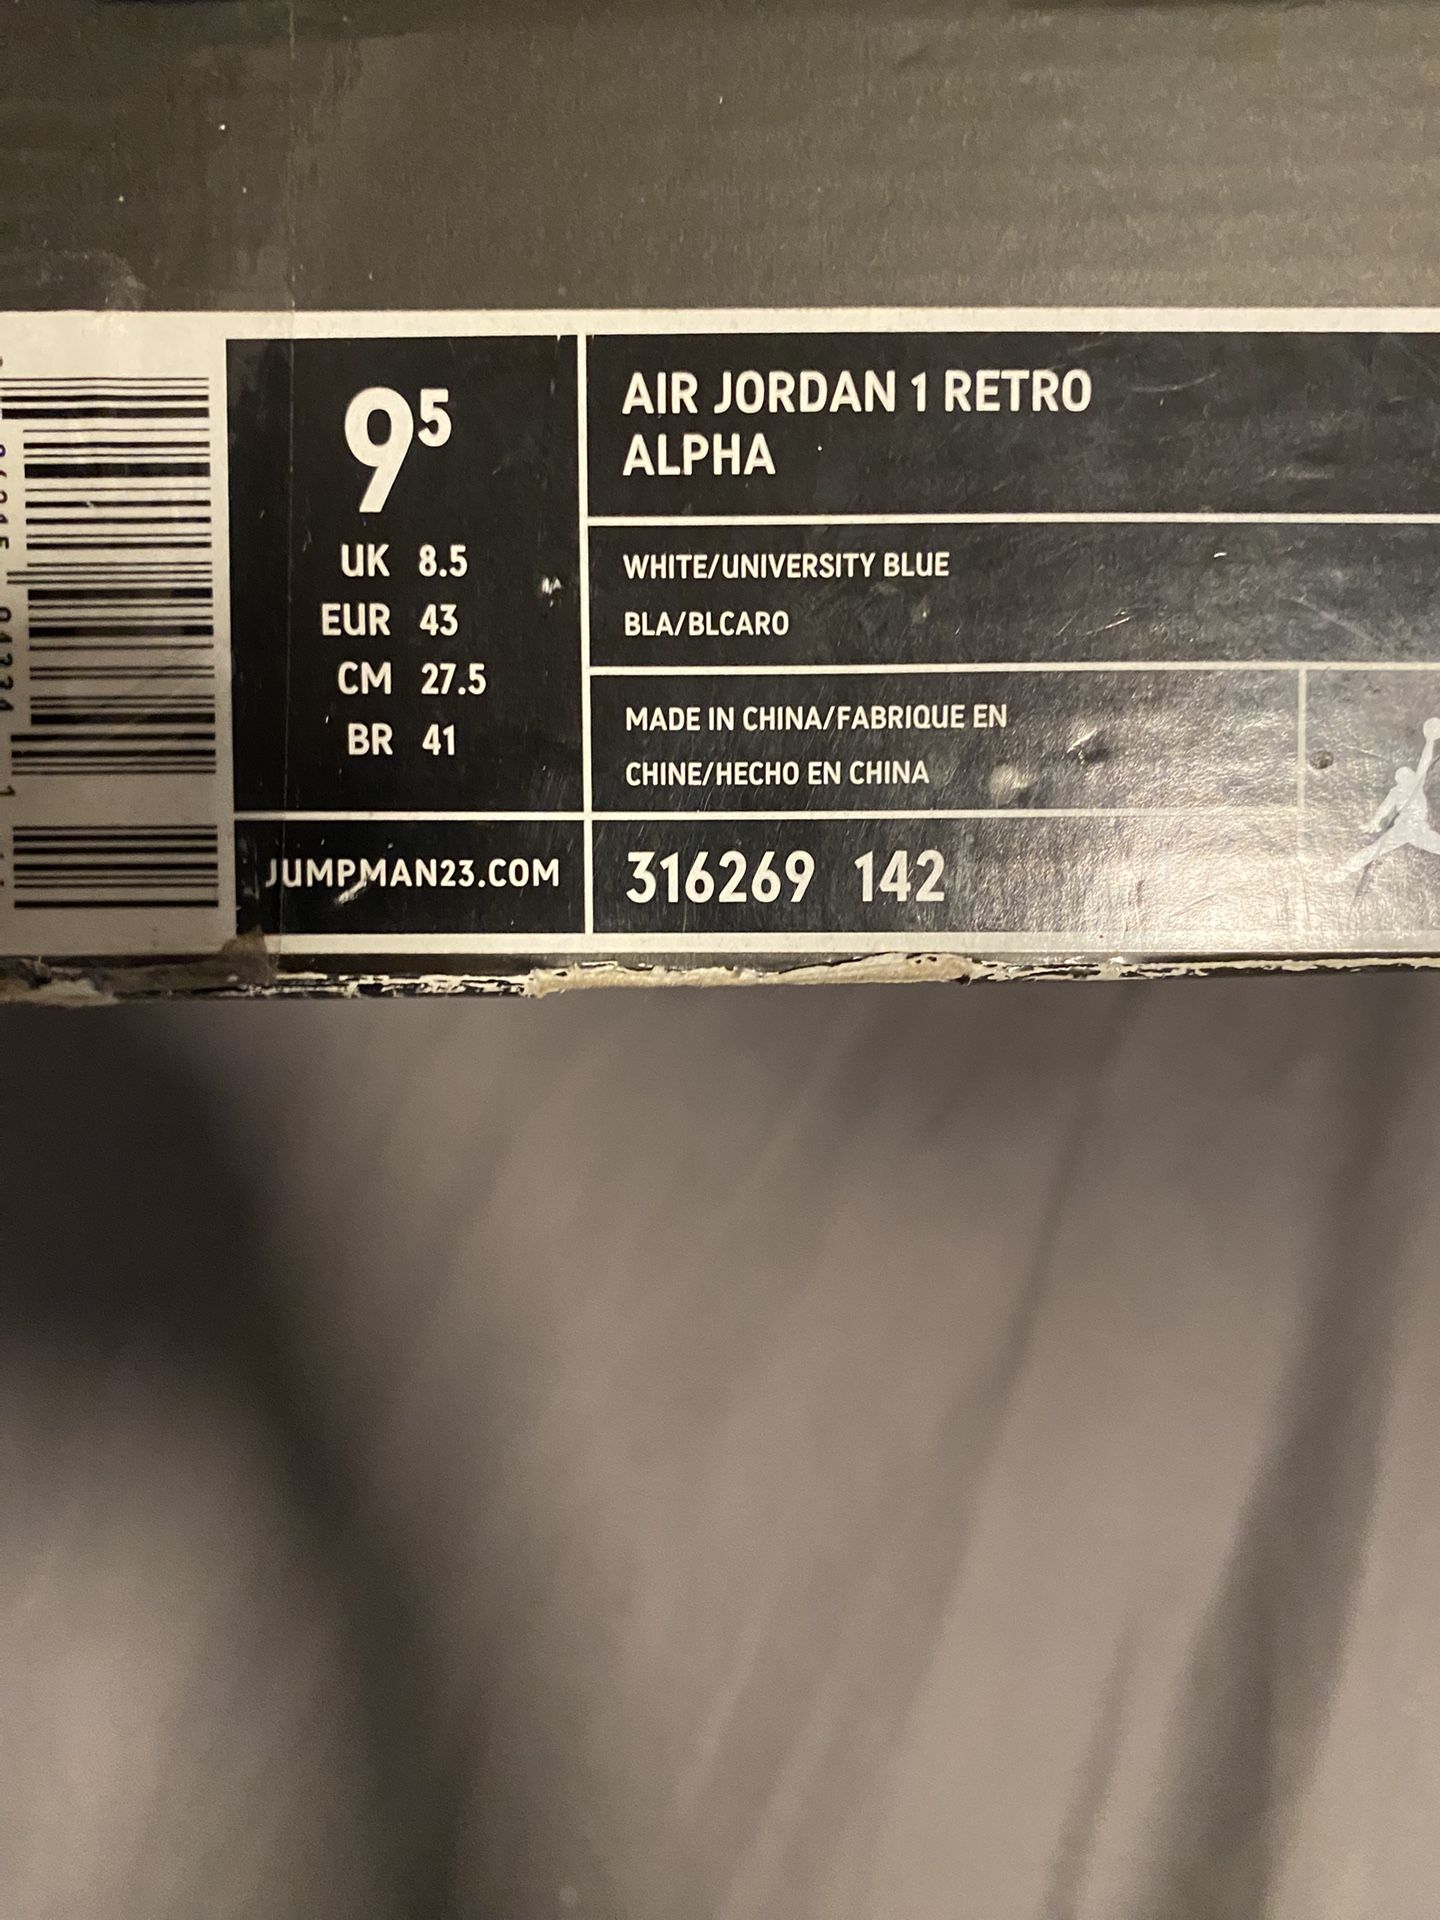 9⁵
UK 8.5
EUR 43
CM 27.5
BR 41
JUMPMAN23.COM
AIR JORDAN 1 RETRO
ALPHA
WHITE/UNIVERSITY BLUE
BLA/BLCARO
MADE IN CHINA/FABRIQUE EN
CHINE/HECHO EN CHINA
316269 142